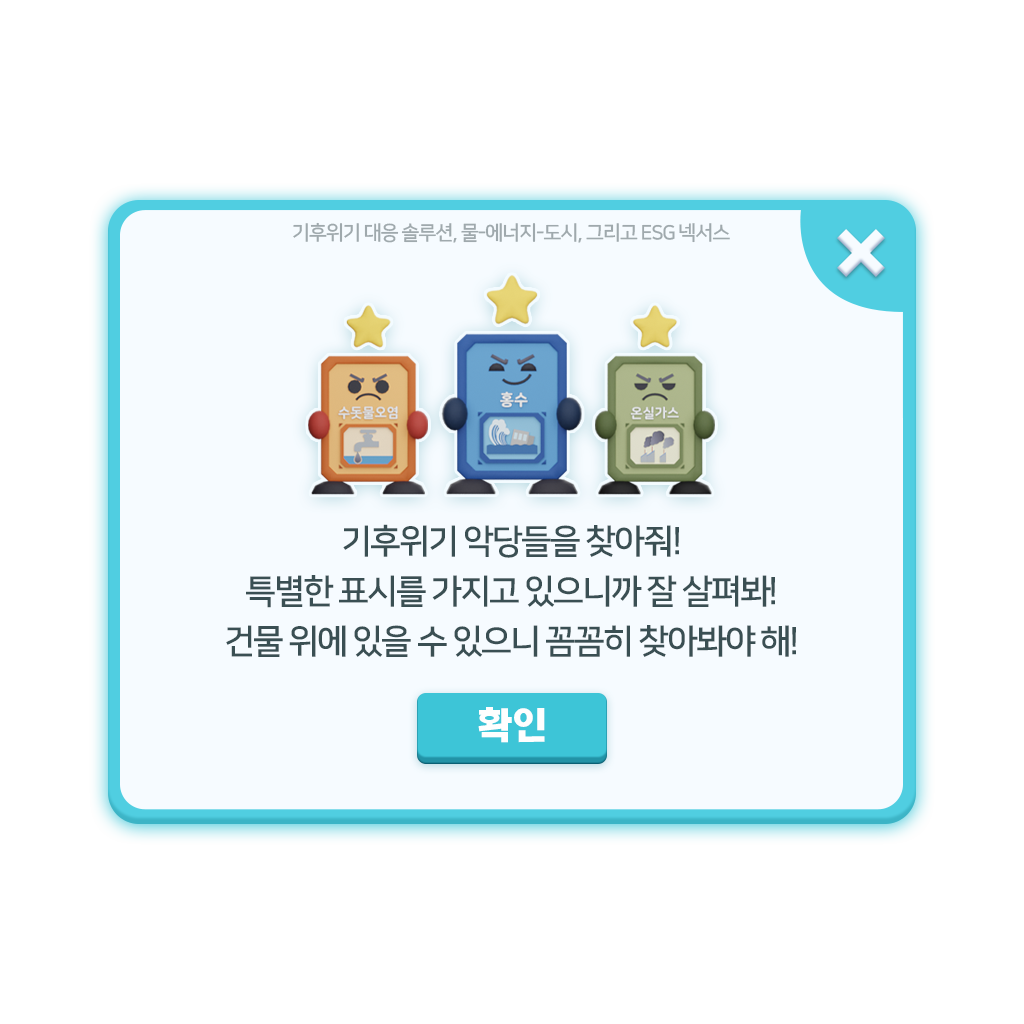 기후위기 대응 솔루션, 물-에너지-도시, 그리고 ESG 넥서스
수돗물오염
홍수
온실가스
기후위기 악당들을 찾아줘!
특별한 표시를 가지고 있으니까 잘 살펴봐!
건물 위에 있을 수 있으니 꼼꼼히 찾아봐야 해!
확인